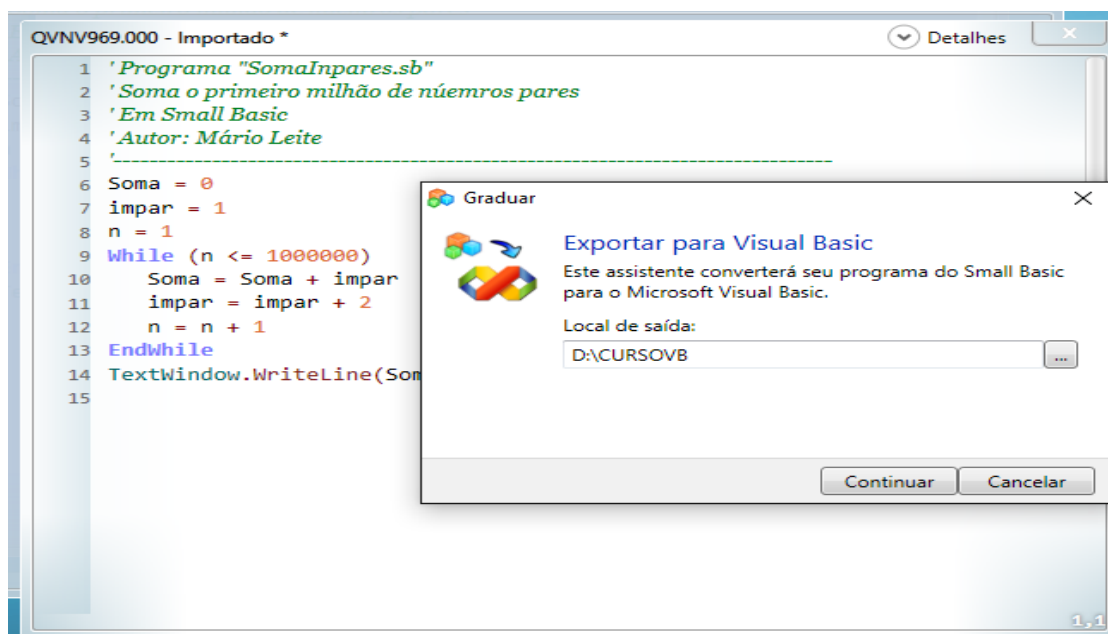 QVNV969.000 - Importado *
Detalhes
1 ' Programa "SomaInpares.sb"
2 ' Soma o primeiro milhão de núemros pares
3 ' Em Small Basic
4 ' Autor: Mário Leite
5 '--------------------------------------------------------------------------------
6 Soma = 0
7 impar = 1
8 n = 1
9 While (n <= 1000000)
10 Soma = Soma + impar
11 impar = impar + 2
12 n = n + 1
13 EndWhile
14 TextWindow.WriteLine(Som
15
Graduar
Exportar para Visual Basic
Este assistente converterá seu programa do Small Basic
para o Microsoft Visual Basic.
Local de saída:
D:\CURSOVB
...
Continuar Cancelar
1,1